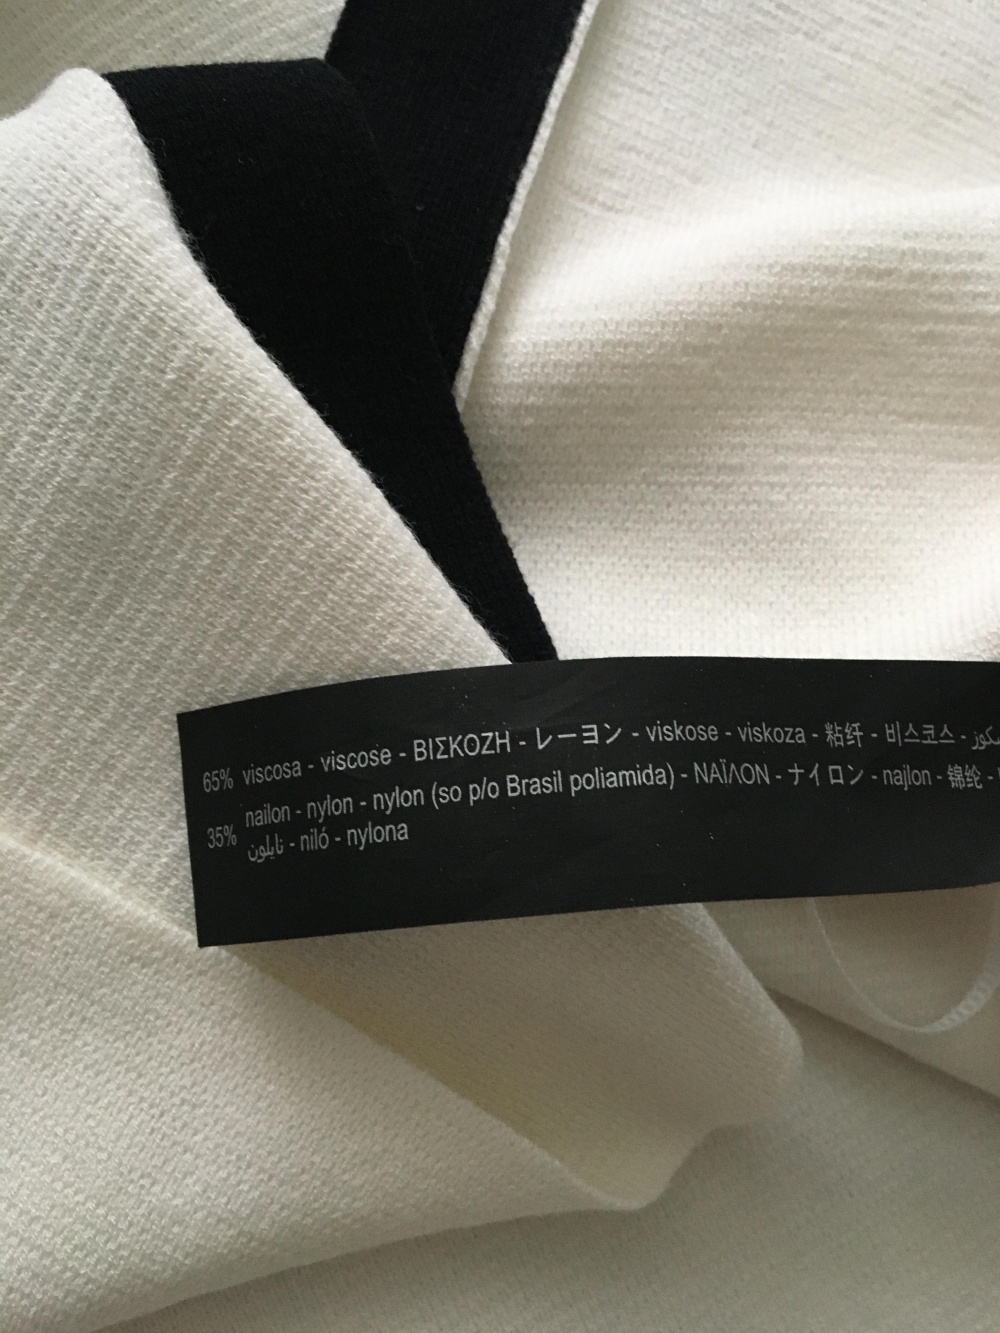 65% viscosa - viscose - ΒΙΣΚΟΖΗ - レーヨン - viskose - viskoza - 粘纤 - 비스코스 -
35% nailon - nylon - nylon (so p/o Brasil poliamida) - ΝΑΪΛΟΝ - ナイロン - najlon - 锦纶 -
نايلون - niló - nylona